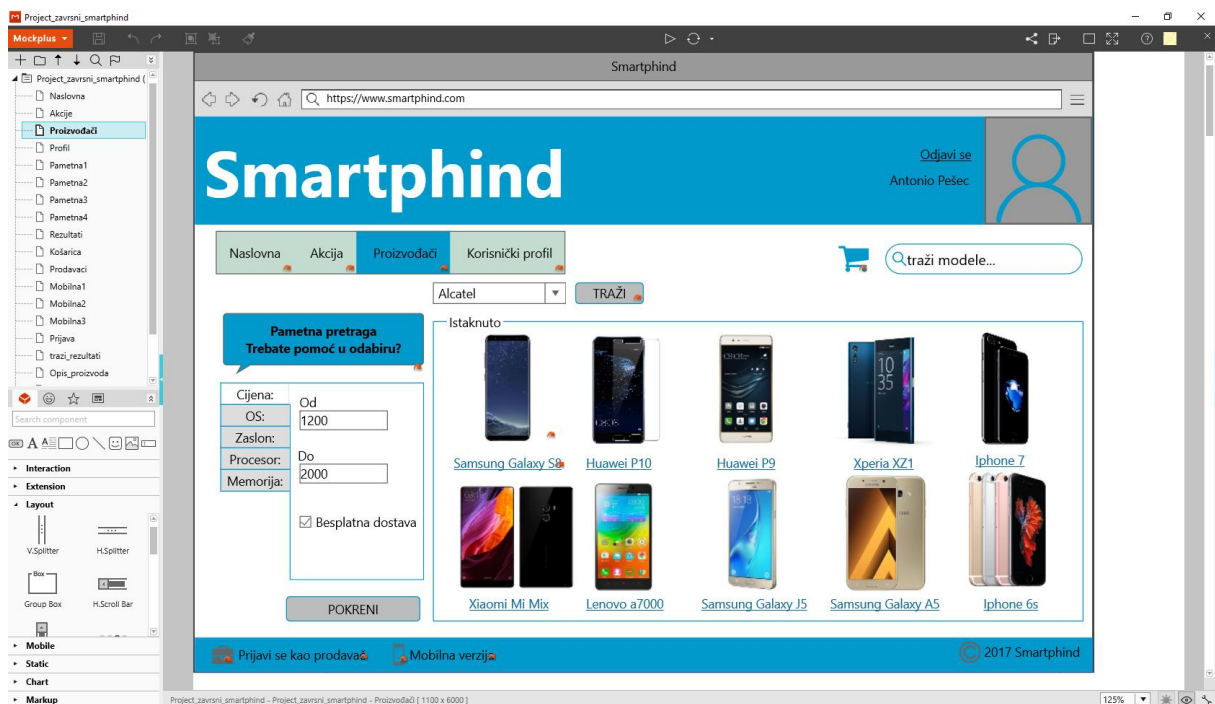 Project_zavrsni_smartphind
Mockplus
Project_zavrsni_smartphind (
Naslovna
Akcije
Proizvođači
Profil
Pametna1
Pametna2
Pametna3
Pametna4
Rezultati
Košarica
Prodavaci
Mobilna1
Mobilna2
Mobilna3
Prijava
trazi_rezultati
Opis_proizvoda
Search component
OK A A
Interaction
Extension
Layout
V.Splitter H.Splitter
Box
Group Box H.Scroll Bar
Mobile
Static
Chart
Markup
Smartphind
https://www.smartphind.com
Smartphind
Odjavi se
Antonio Pešec
Naslovna Akcija Proizvođači Korisnički profil
traži modele...
Alcatel TRAŽI
Pametna pretraga
Trebate pomoć u odabiru?
Cijena:
OS:
Zaslon:
Procesor:
Memorija:
Od
1200
Do
2000
Besplatna dostava
POKRENI
Istaknuto
10
35
Samsung Galaxy S8 Huawei P10 Huawei P9 Xperia XZ1 Iphone 7
18:18
Xiaomi Mi Mix Lenovo a7000 Samsung Galaxy J5 Samsung Galaxy A5 Iphone 6s
Prijavi se kao prodavač Mobilna verzija © 2017 Smartphind
Project_zavrsni_smartphind - Project_zavrsni_smartphind - Proizvođači [ 1100 x 6000 ]
125%